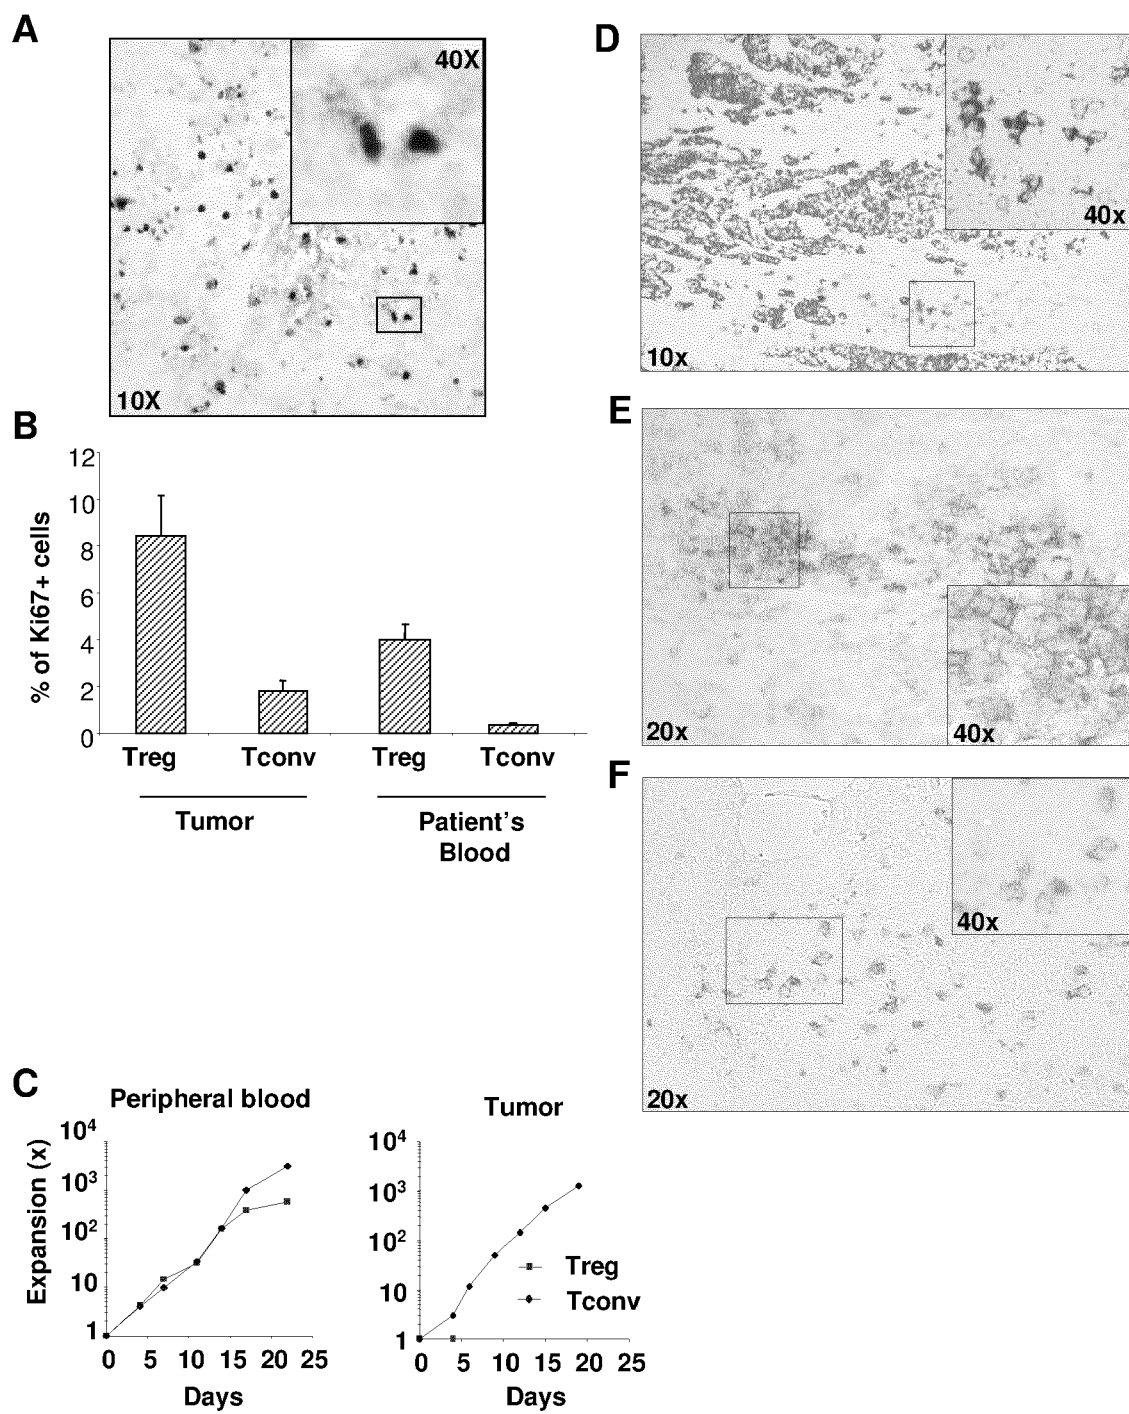 A
40X
10X
B
% of Ki67+ cells
12
10
8
6
4
2
0
Treg
Tconv
Treg
Tconv
Tumor
Patient's
Blood
C
Peripheral blood
Expansion (x)
10⁴
10³
10²
10
1
0 5 10 15 20 25
Days
Tumor
10⁴
10³
10²
10
1
Treg
Tconv
0 5 10 15 20 25
Days
D
40x
10x
E
20x
40x
F
40x
20x